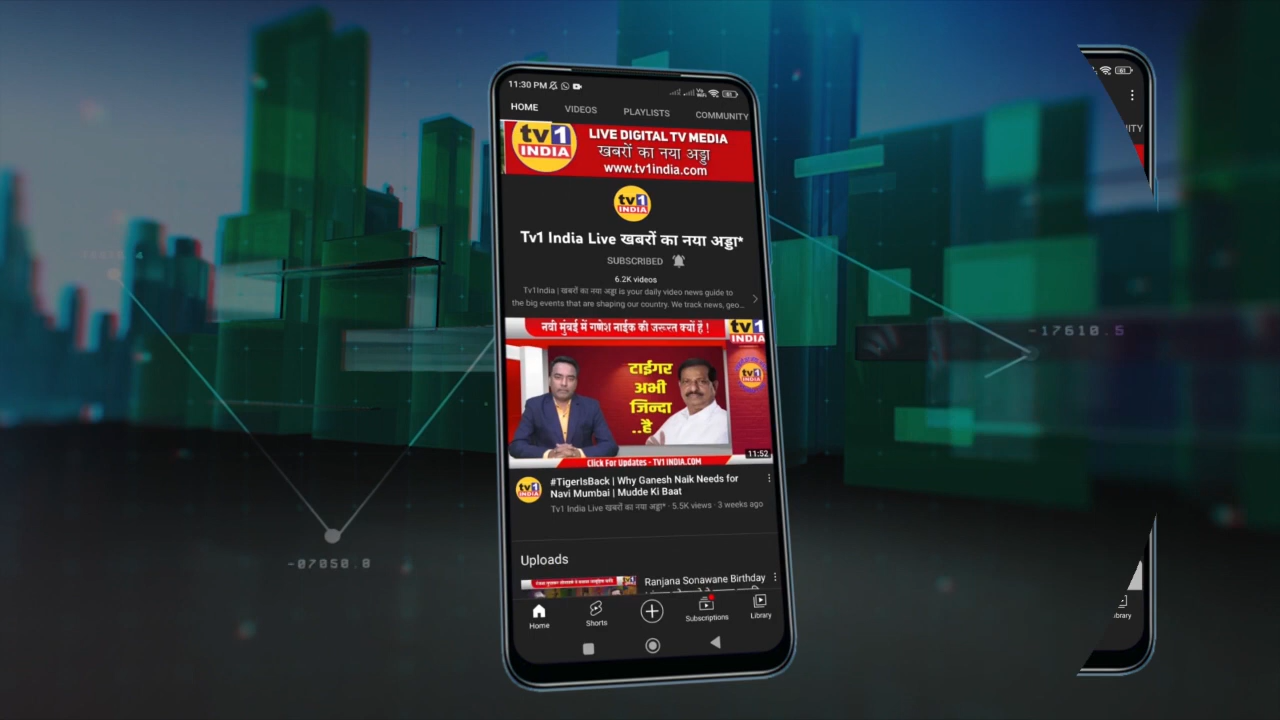 11:30 PM
HOME VIDEOS PLAYLISTS COMMUNITY
tv1 INDIA
LIVE DIGITAL TV MEDIA
खबरों का नया अड्डा
www.tv1india.com
tv1 INDIA
Tv1 India Live खबरों का नया अड्डा*
SUBSCRIBED
6.2K videos
Tv1India | खबरों का नया अड्डा is your daily video news guide to
the big events that are shaping our country. We track news, geo...
नवी मुंबई में गणेश नाईक की जरूरत क्यों हैं !
tv1 INDIA
टाईगर
अभी
जिन्दा
..है
tv1
11:52
Click For Updates - TV1 INDIA.COM
tv1 INDIA
#TigerIsBack | Why Ganesh Naik Needs for
Navi Mumbai | Mudde Ki Baat
Tv1 India Live खबरों का नया अड्डा* · 5.5K views · 3 weeks ago
Uploads
Ranjana Sonawane Birthday
Home Shorts Subscriptions Library
-17610.5
-07050.0